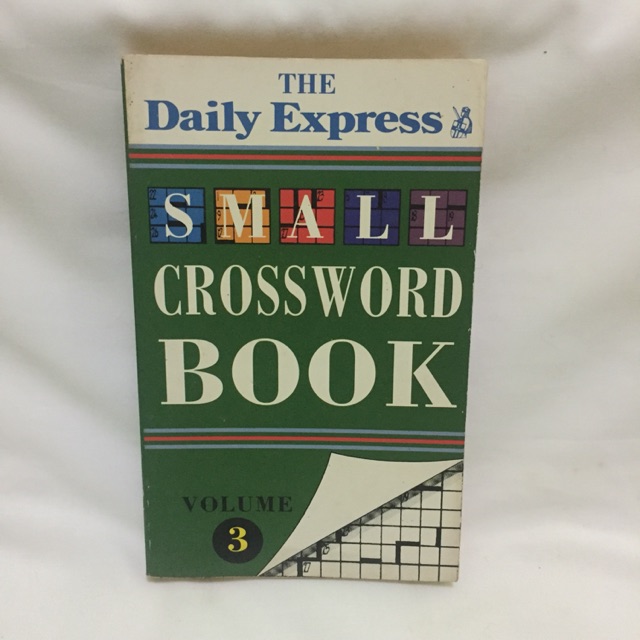 THE
Daily Express
SMALL
CROSSWORD
BOOK
VOLUME
3